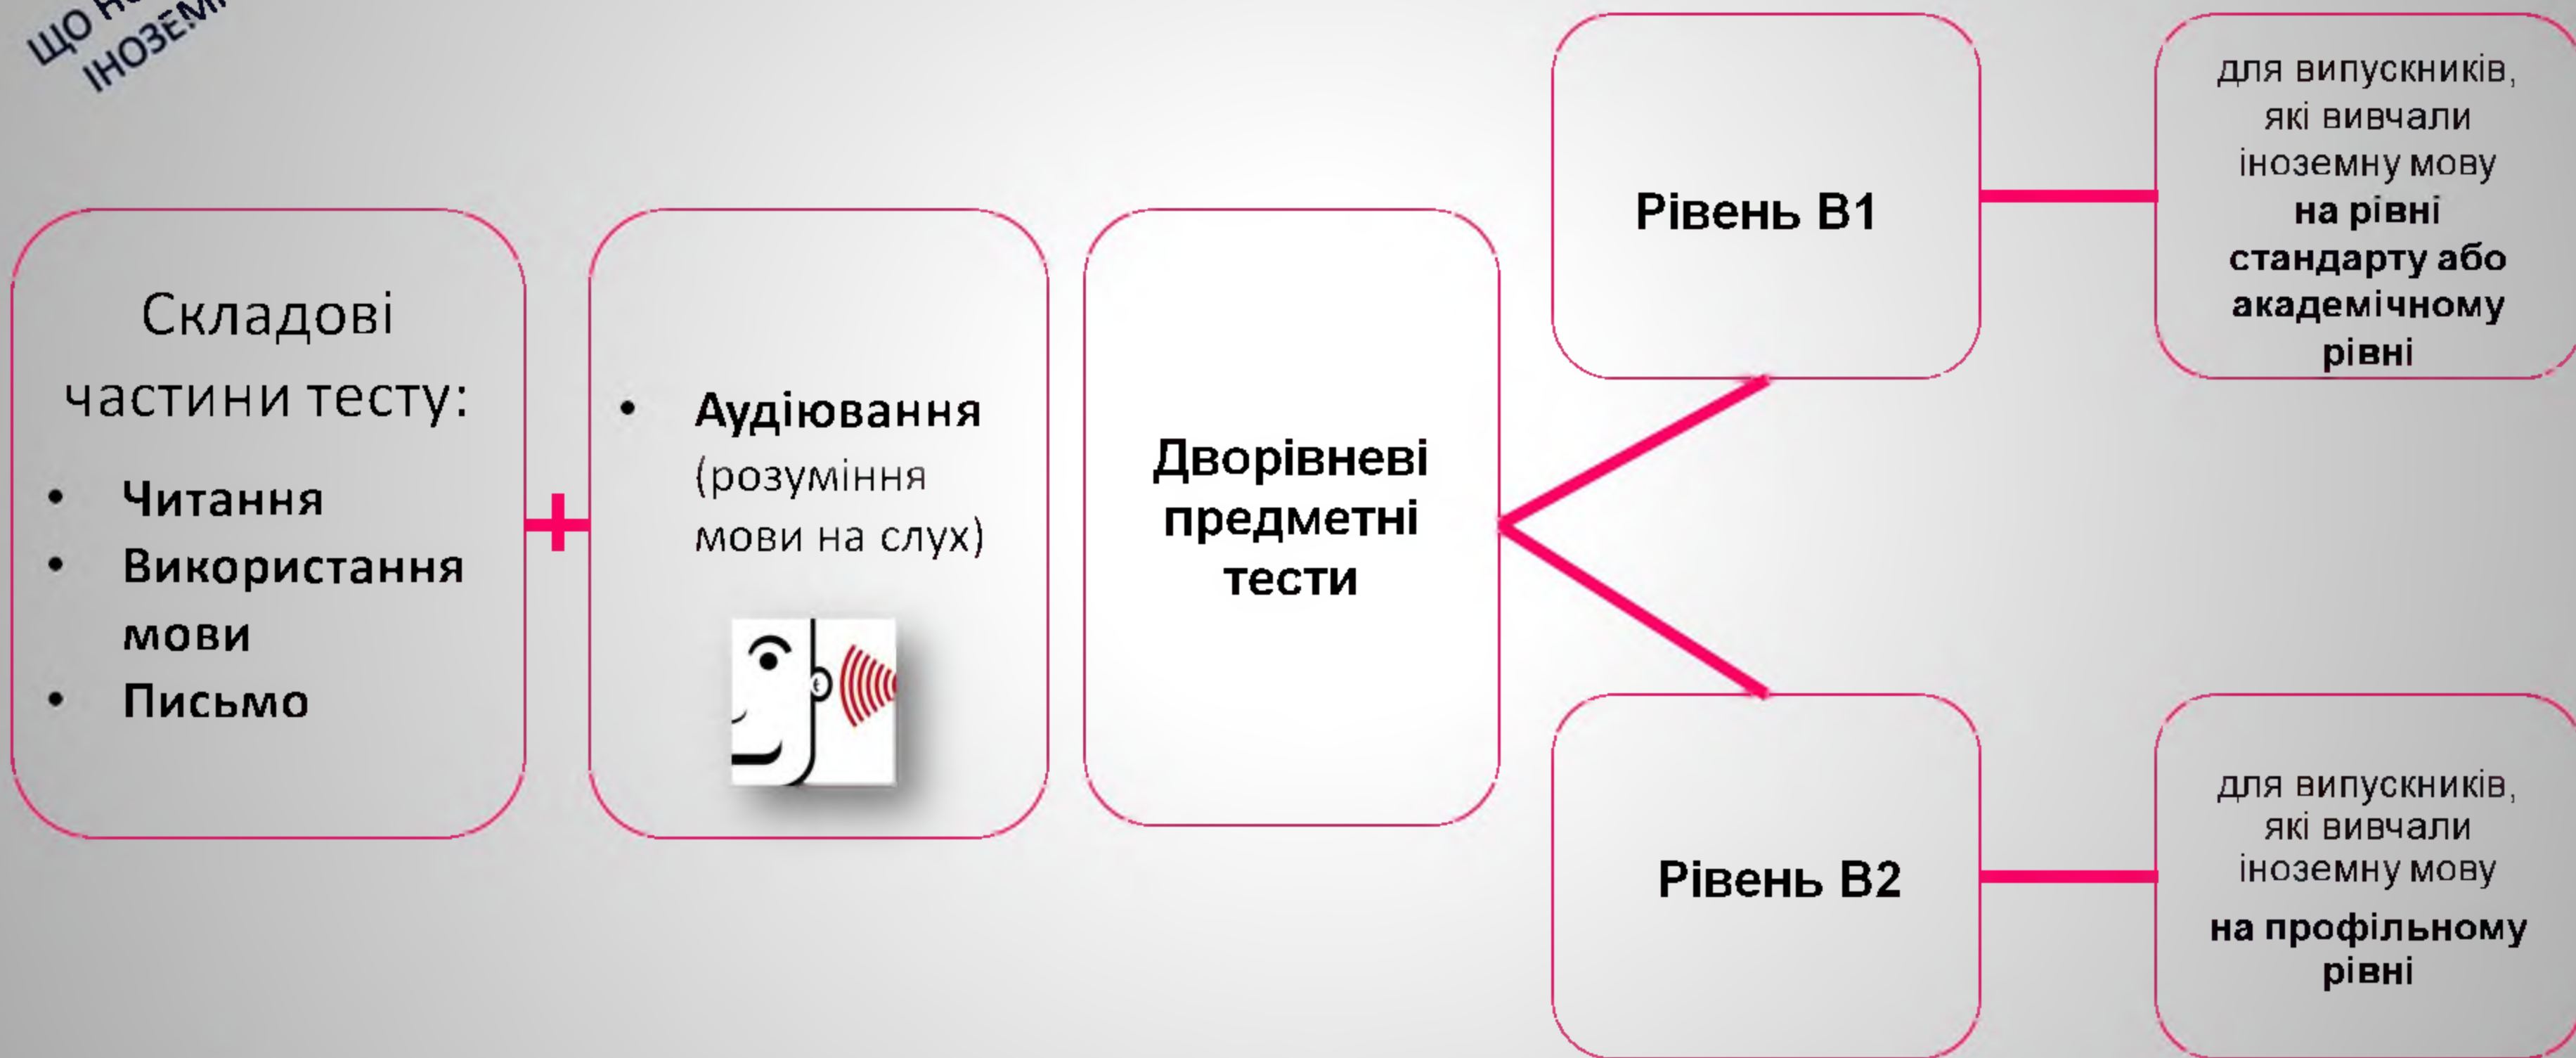 ЩО
ІНОЗЕМ
Складові
частини тесту:
• Читання
• Використання
мови
• Письмо
• Аудіювання
(розуміння
мови на слух)
Дворівневі
предметні
тести
Рівень В1
для випускників,
які вивчали
іноземну мову
на рівні
стандарту або
академічному
рівні
Рівень В2
для випускників,
які вивчали
іноземну мову
на профільному
рівні